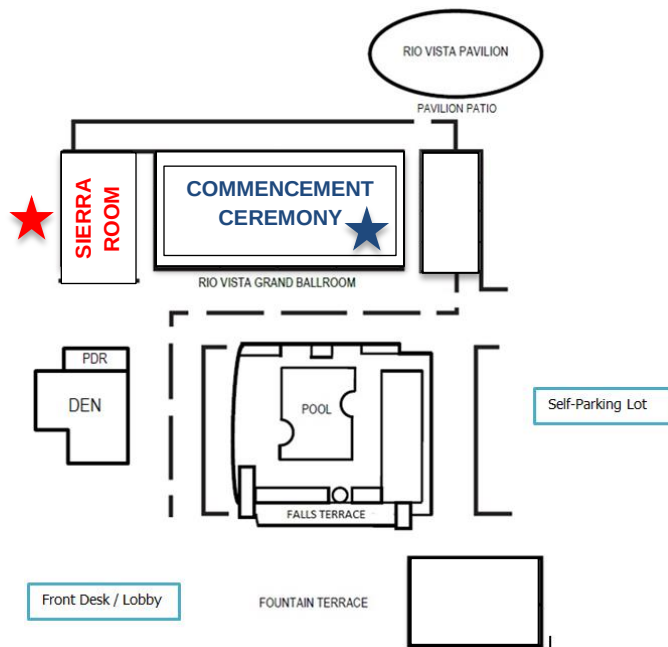 RIO VISTA PAVILION
PAVILION PATIO
SIERRA
ROOM
COMMENCEMENT
CEREMONY
RIO VISTA GRAND BALLROOM
PDR
DEN
POOL
Self-Parking Lot
FALLS TERRACE
Front Desk / Lobby
FOUNTAIN TERRACE